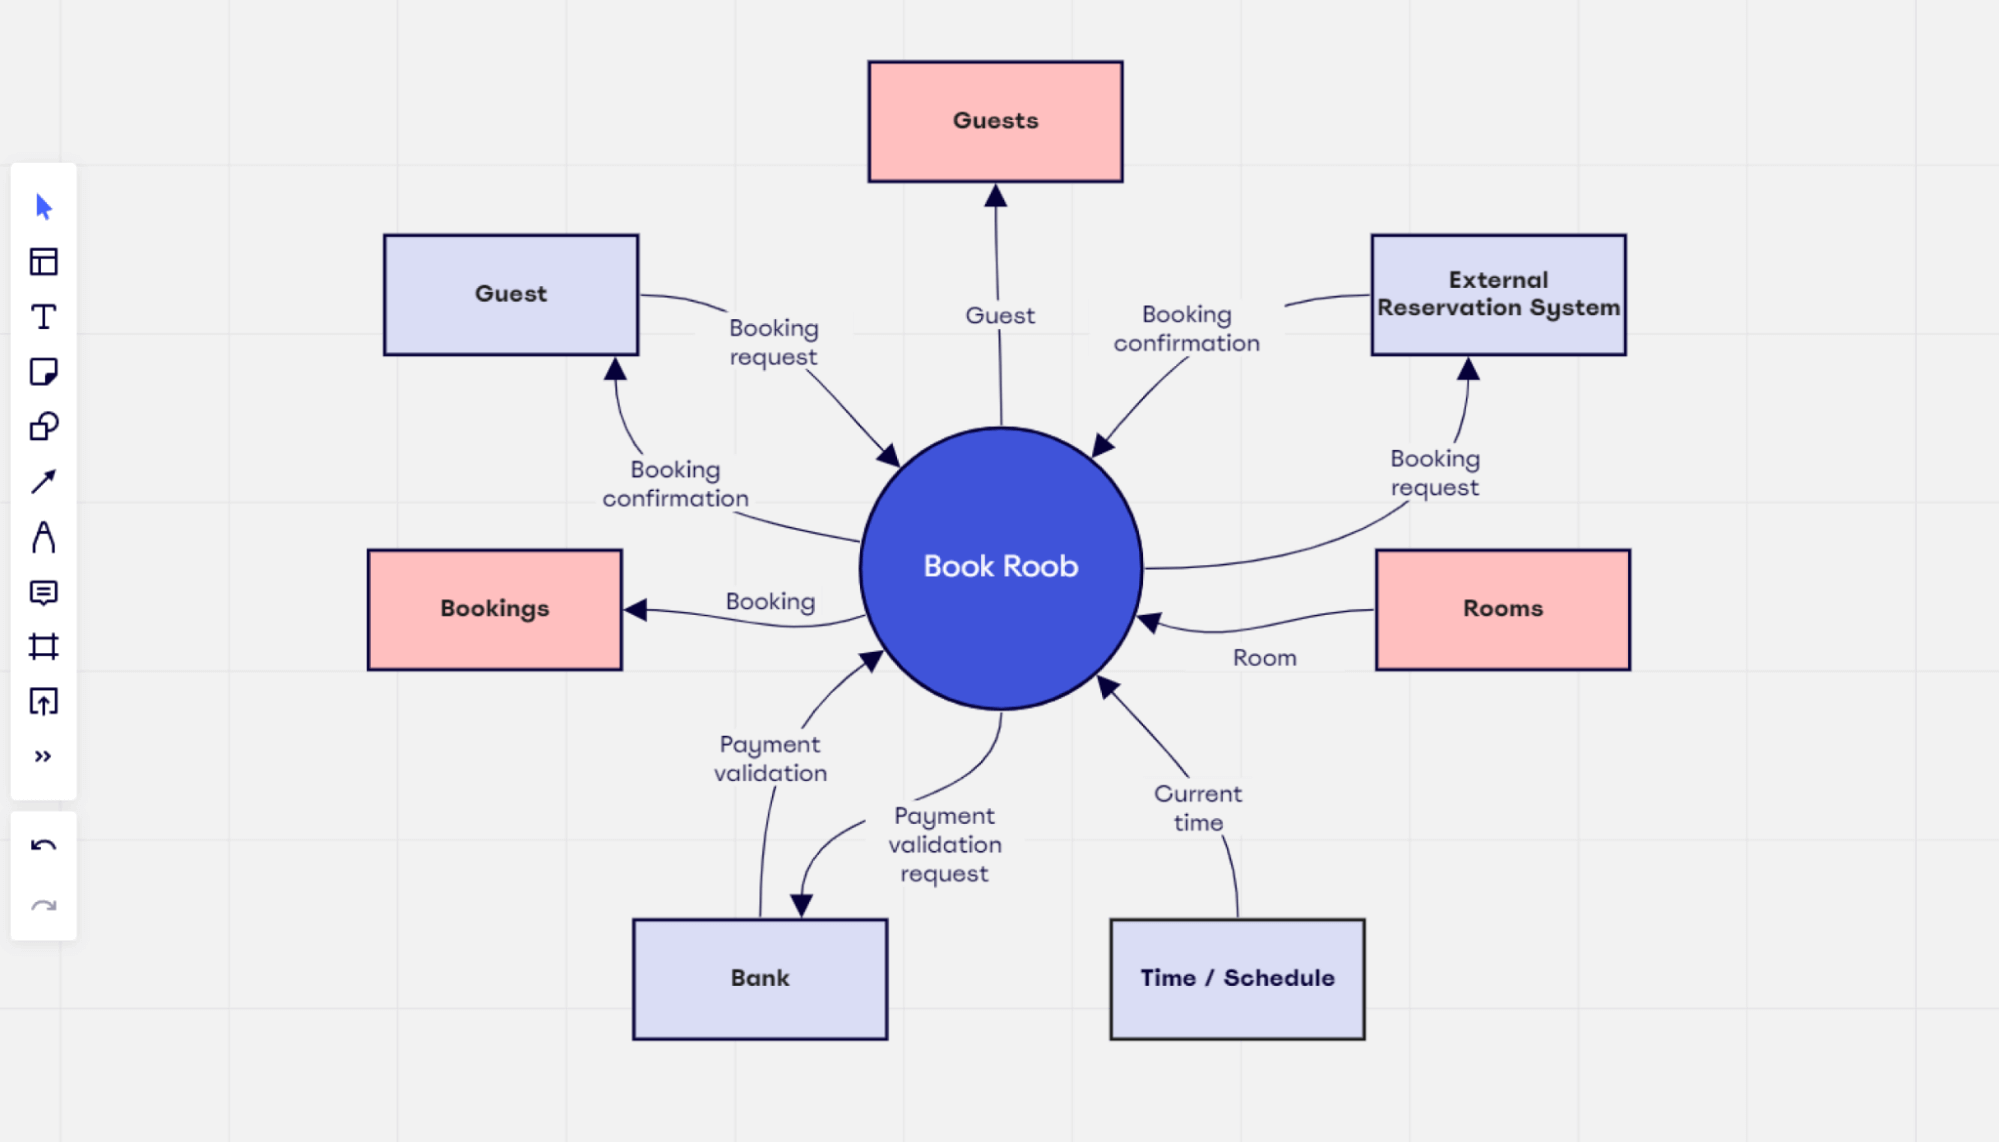 Guests
Guest
External
Reservation System
Booking
request
Guest
Booking
confirmation
Booking
confirmation
Booking
request
Book Roob
Bookings
Booking
Rooms
Room
Payment
validation
Payment
validation
request
Current
time
Bank
Time / Schedule